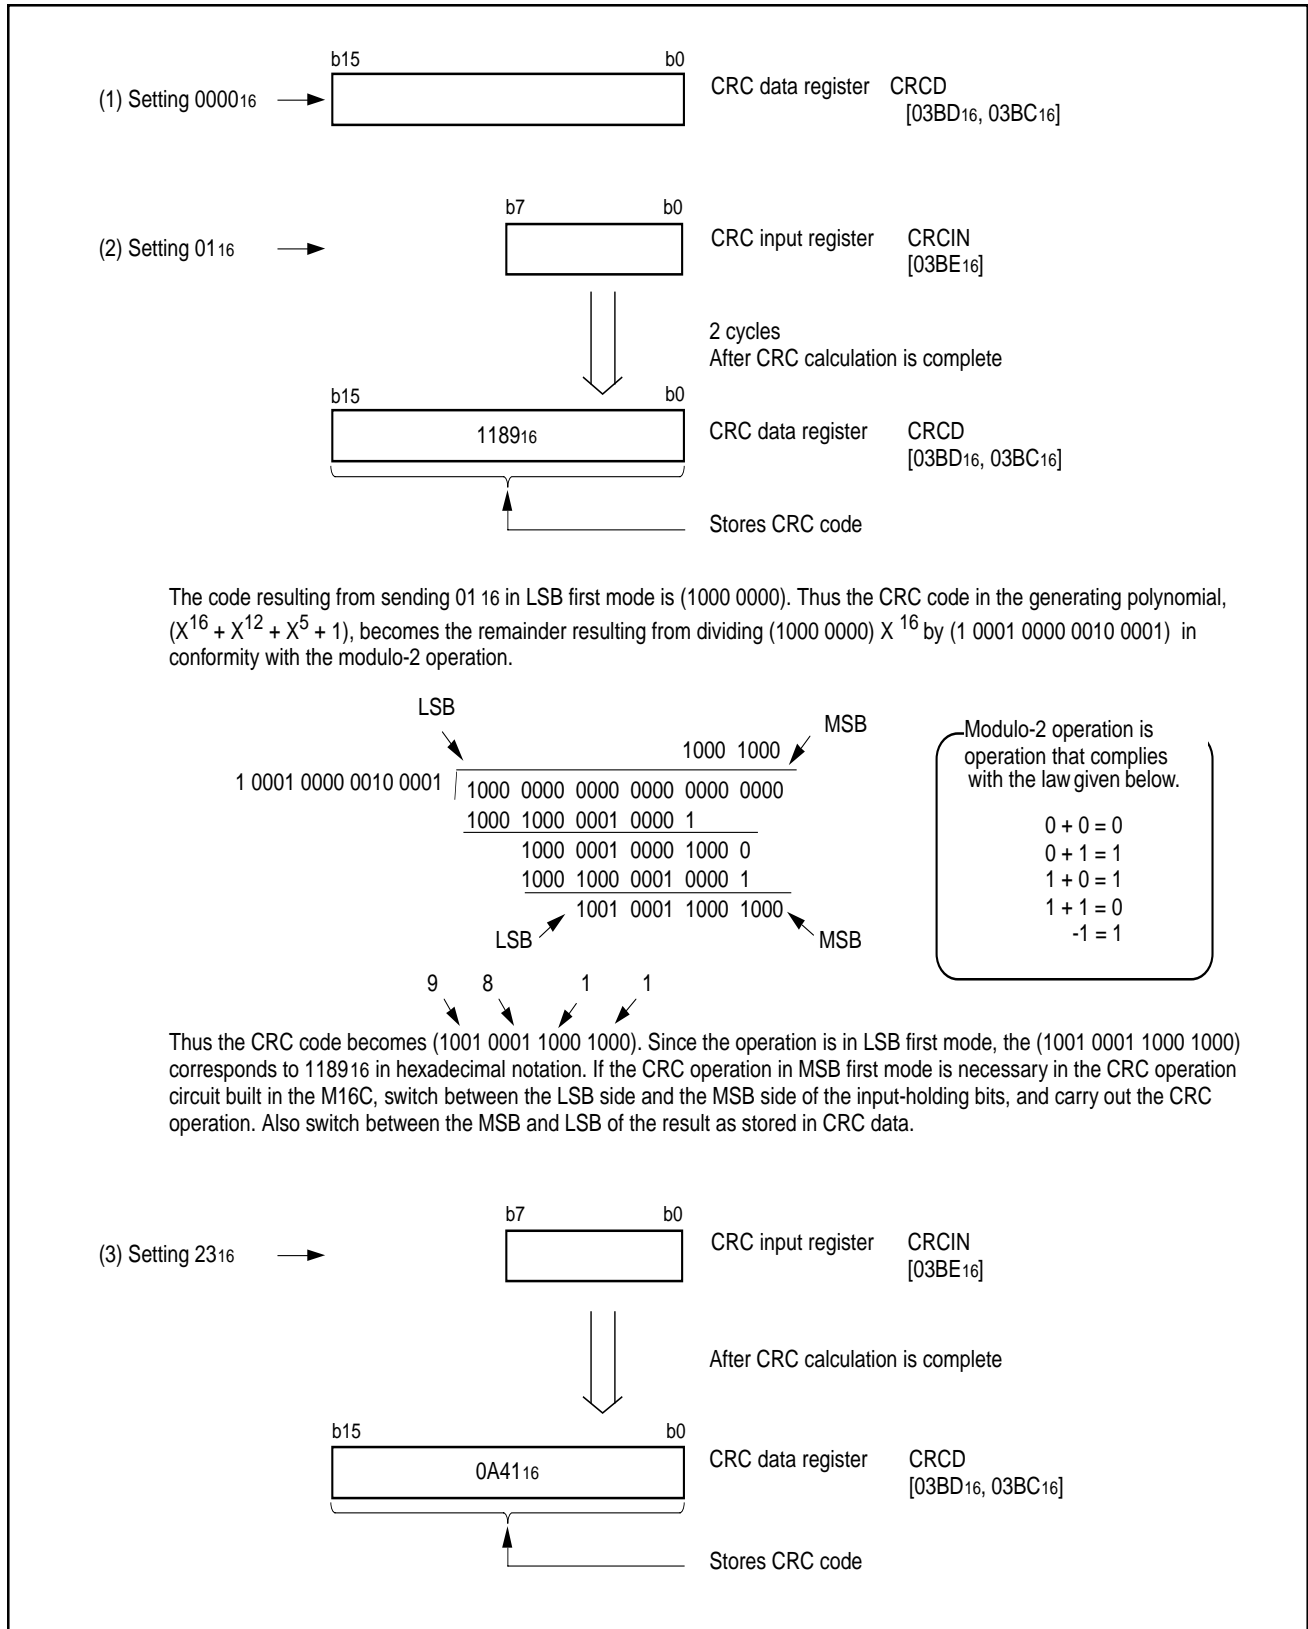 b15 b0
(1) Setting 0000₁₆ CRC data register CRCD
[03BD₁₆, 03BC₁₆]
b7 b0
(2) Setting 01₁₆ CRC input register CRCIN
[03BE₁₆]
2 cycles
After CRC calculation is complete
b15 b0
1189₁₆ CRC data register CRCD
[03BD₁₆, 03BC₁₆]
Stores CRC code
The code resulting from sending 01₁₆ in LSB first mode is (1000 0000). Thus the CRC code in the generating polynomial,
(X¹⁶ + X¹² + X⁵ + 1), becomes the remainder resulting from dividing (1000 0000) X ¹⁶ by (1 0001 0000 0010 0001) in
conformity with the modulo-2 operation.
LSB
MSB
1000 1000
1 0001 0000 0010 0001 1000 0000 0000 0000 0000 0000
1000 1000 0001 0000 1
1000 0001 0000 1000 0
1000 1000 0001 0000 1
1001 0001 1000 1000
LSB MSB
Modulo-2 operation is
operation that complies
with the law given below.
0 + 0 = 0
0 + 1 = 1
1 + 0 = 1
1 + 1 = 0
-1 = 1
9 8 1 1
Thus the CRC code becomes (1001 0001 1000 1000). Since the operation is in LSB first mode, the (1001 0001 1000 1000)
corresponds to 1189₁₆ in hexadecimal notation. If the CRC operation in MSB first mode is necessary in the CRC operation
circuit built in the M16C, switch between the LSB side and the MSB side of the input-holding bits, and carry out the CRC
operation. Also switch between the MSB and LSB of the result as stored in CRC data.
b7 b0
(3) Setting 23₁₆ CRC input register CRCIN
[03BE₁₆]
After CRC calculation is complete
b15 b0
0A41₁₆ CRC data register CRCD
[03BD₁₆, 03BC₁₆]
Stores CRC code